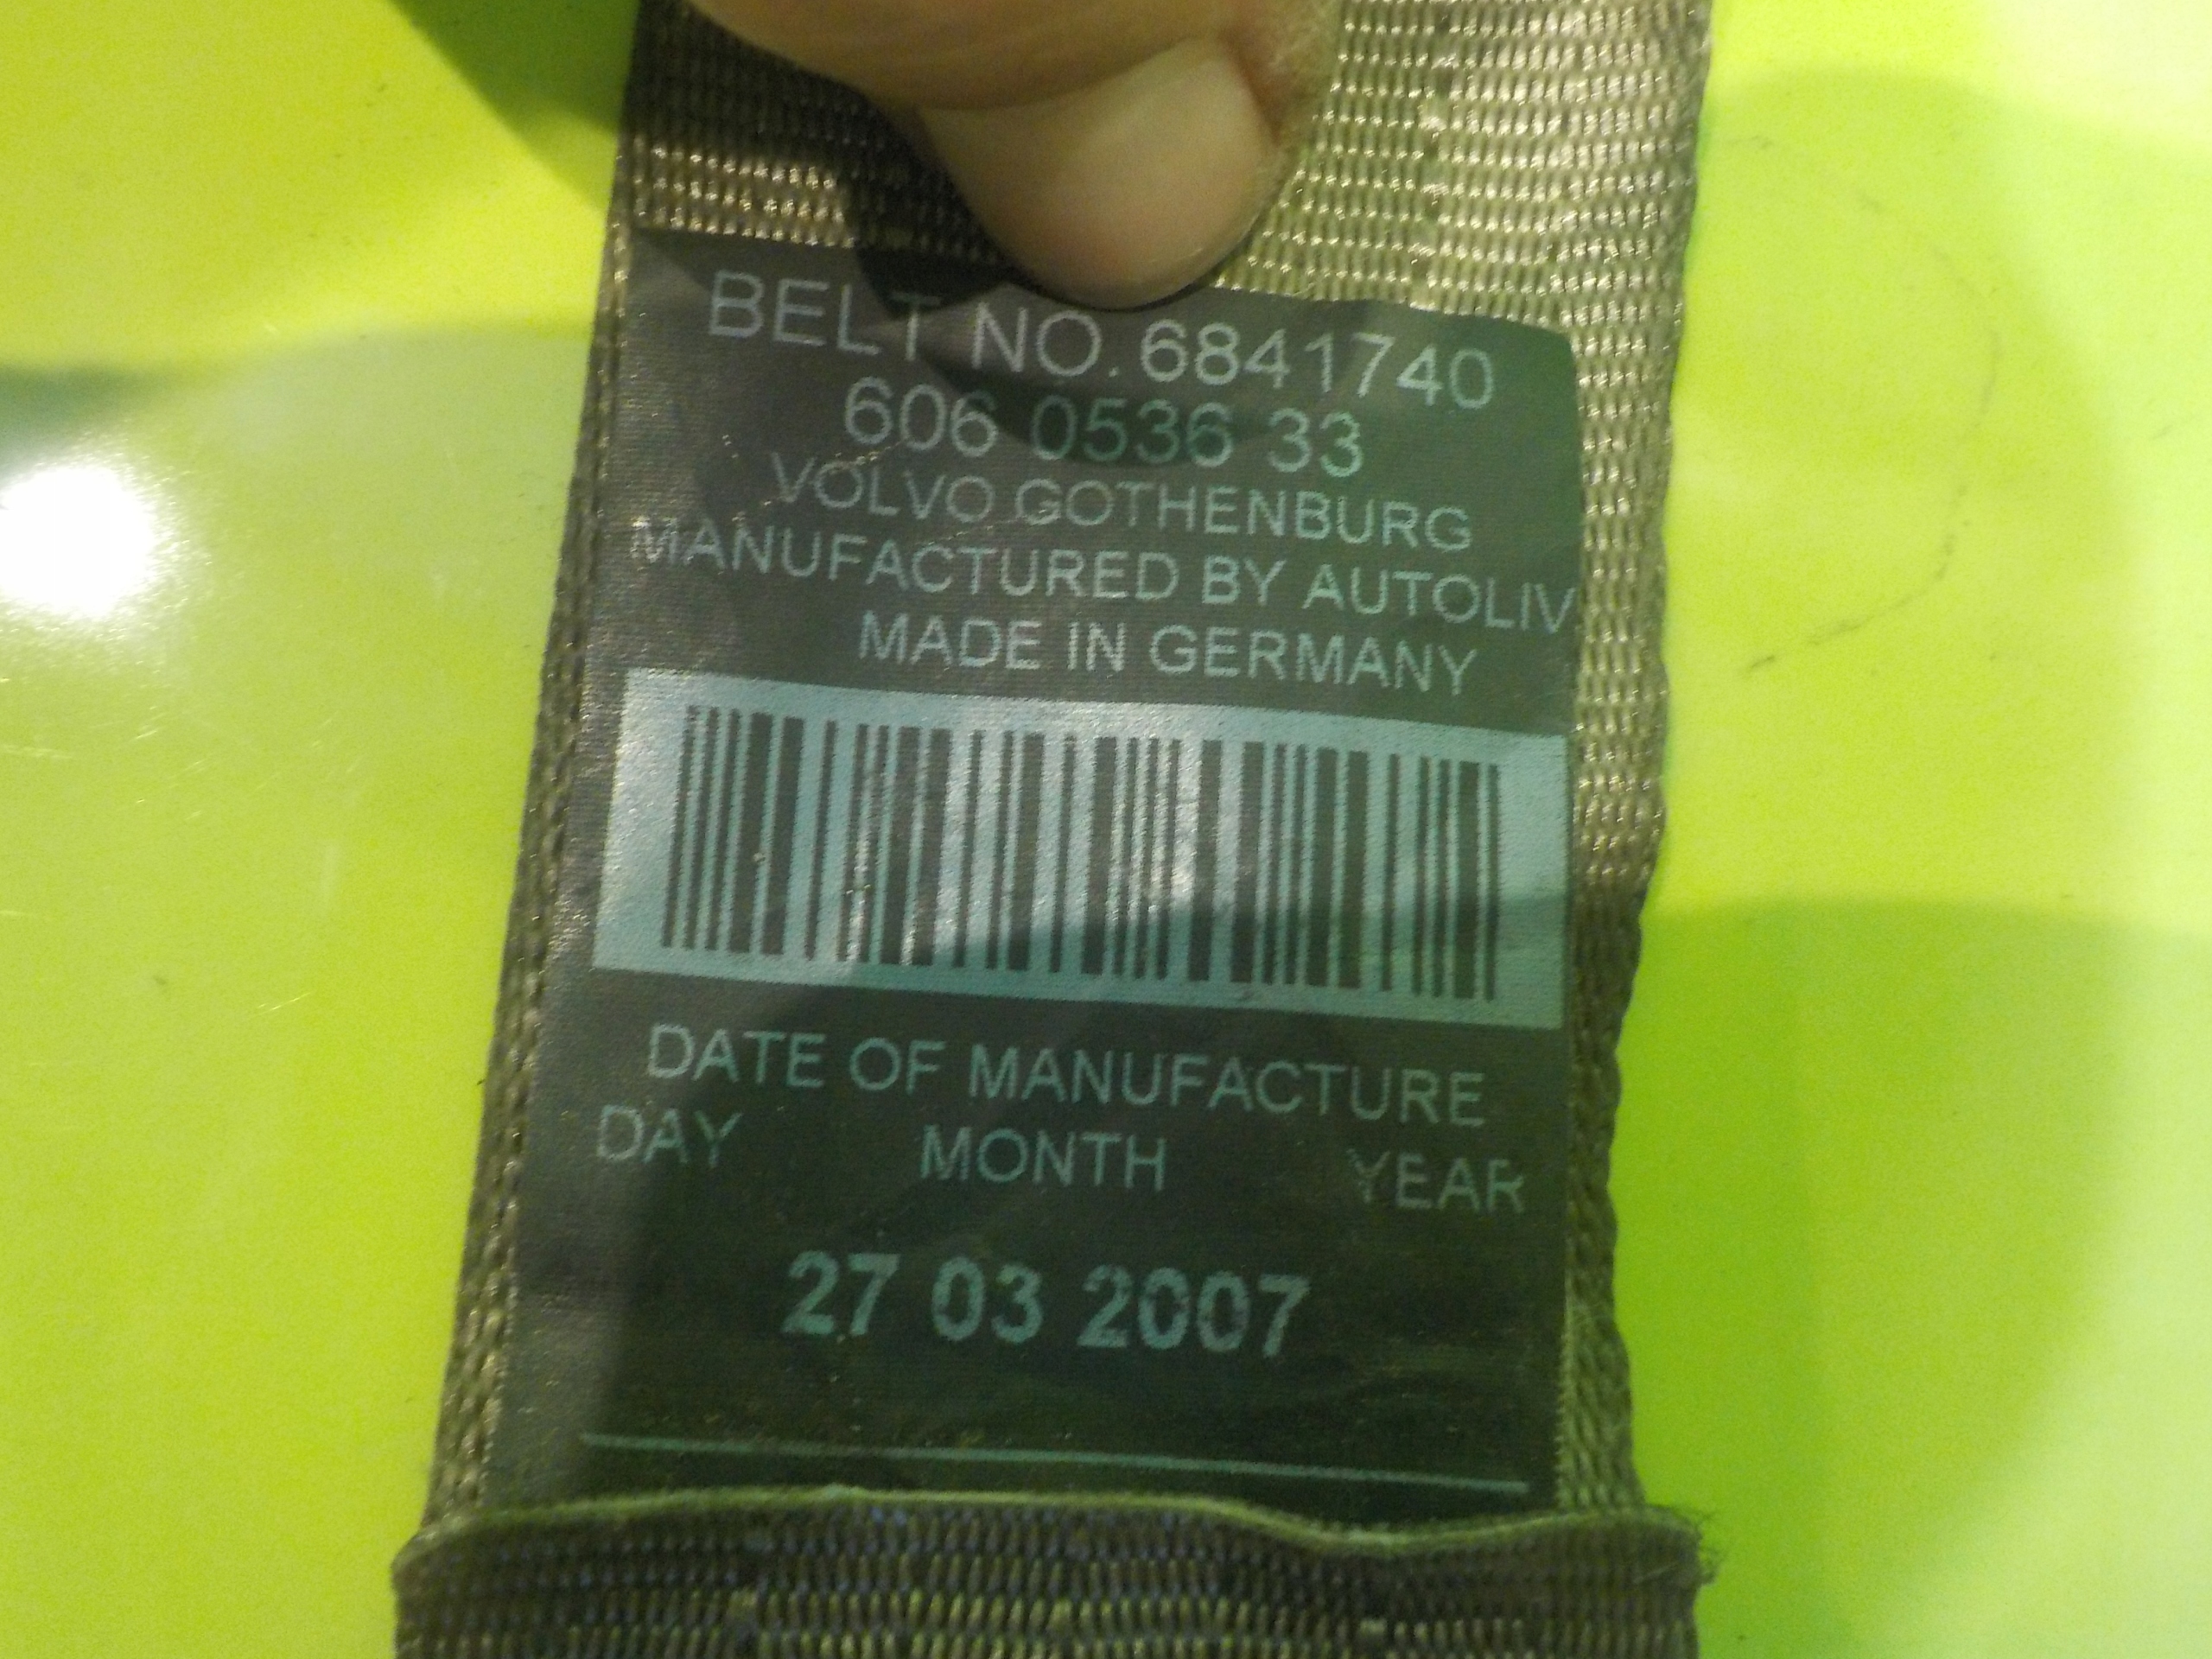 BELT NO. 6841740
606 0536 33
VOLVO GOTHENBURG
MANUFACTURED BY AUTOLIV
MADE IN GERMANY
DATE OF MANUFACTURE
DAY MONTH YEAR
27 03 2007